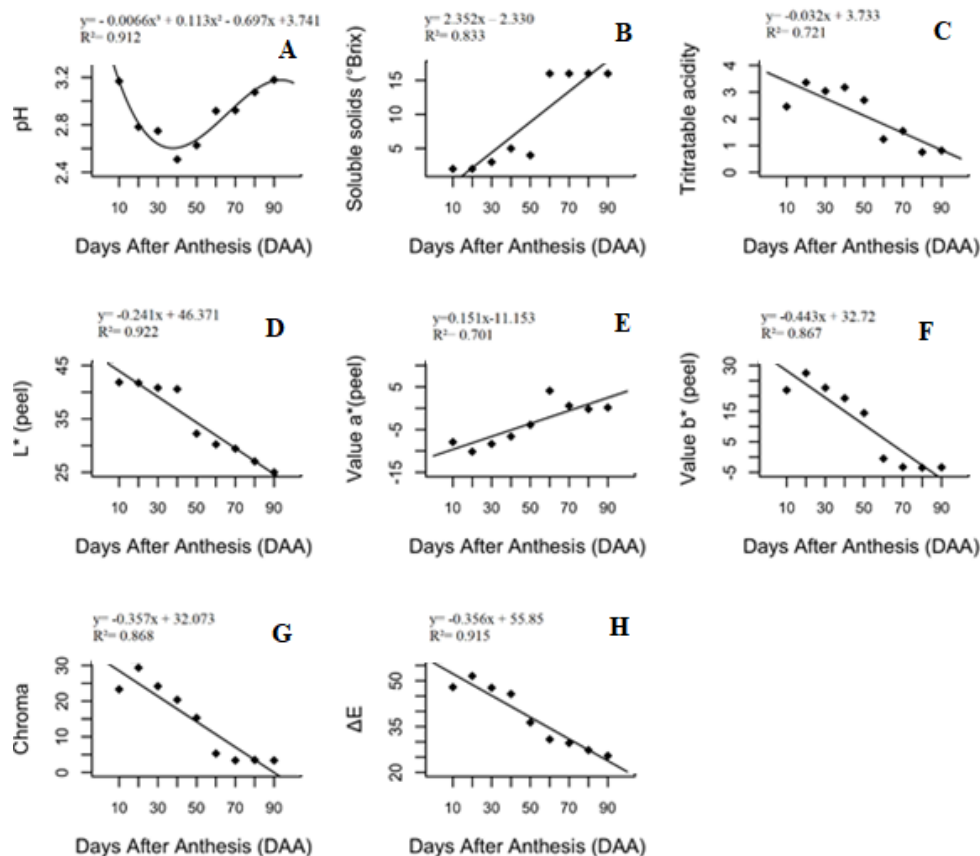 y= - 0.0066x³ + 0.113x² - 0.697x +3.741
R²= 0.912
A
pH
2.4 2.8 3.2
10 30 50 70 90
Days After Anthesis (DAA)
y= 2.352x – 2.330
R²= 0.833
B
Soluble solids (°Brix)
5 10 15
10 30 50 70 90
Days After Anthesis (DAA)
y= -0.032x + 3.733
R²= 0.721
C
Tritratable acidity
0 1 2 3 4
10 30 50 70 90
Days After Anthesis (DAA)
y= -0.241x + 46.371
R²= 0.922
D
L* (peel)
25 35 45
10 30 50 70 90
Days After Anthesis (DAA)
y=0.151x-11.153
R²= 0.701
E
Value a*(peel)
-15 -5 5
10 30 50 70 90
Days After Anthesis (DAA)
y= -0.443x + 32.72
R²= 0.867
F
Value b* (peel)
-5 5 15 30
10 30 50 70 90
Days After Anthesis (DAA)
y= -0.357x + 32.073
R²= 0.868
G
Chroma
0 10 20 30
10 30 50 70 90
Days After Anthesis (DAA)
y= -0.356x + 55.85
R²= 0.915
H
ΔE
20 35 50
10 30 50 70 90
Days After Anthesis (DAA)